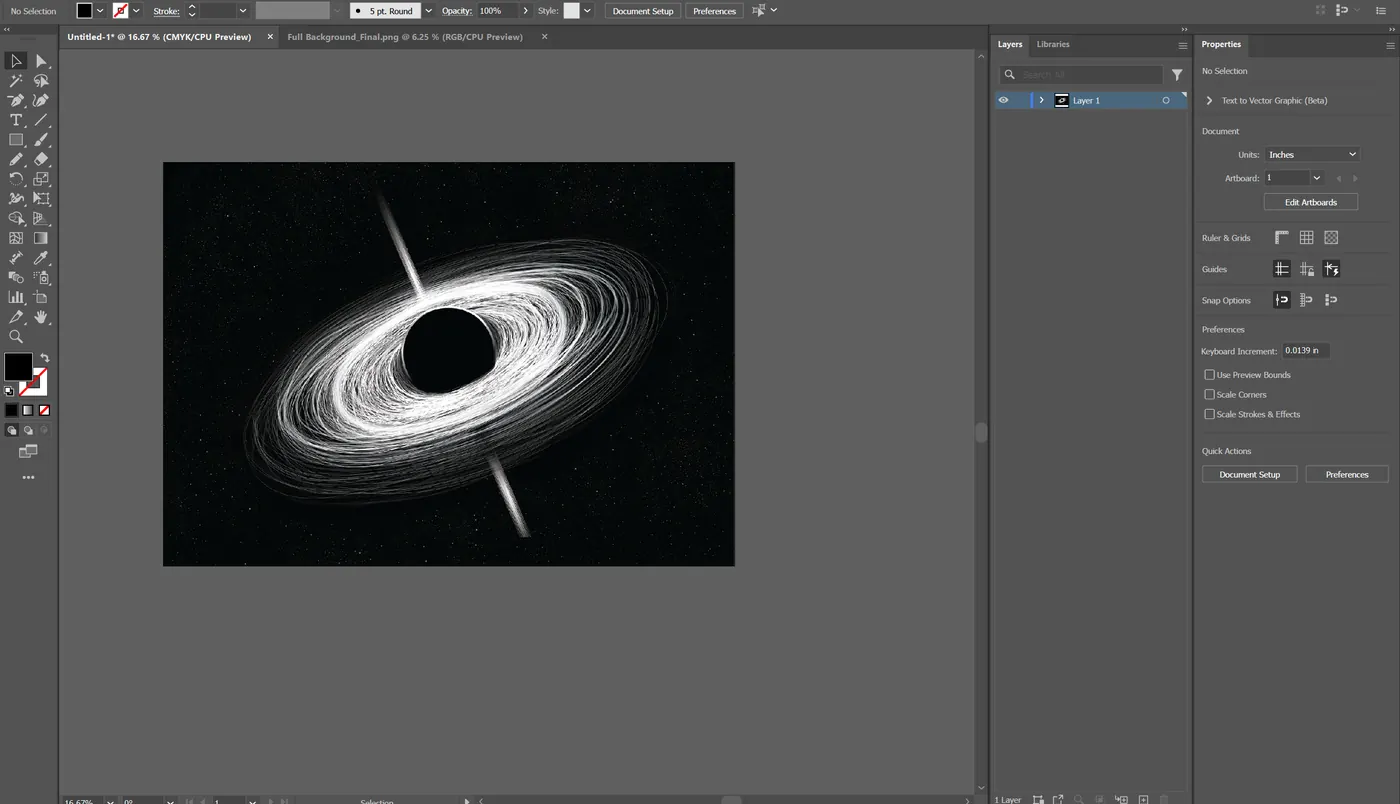 No Selection
Stroke:
5 pt. Round
Opacity: 100%
Style:
Document Setup
Preferences
Untitled-1* @ 16.67 % (CMYK/CPU Preview)
Full Background_Final.png @ 6.25 % (RGB/CPU Preview)
Layers
Libraries
Search All
Layer 1
Properties
No Selection
Text to Vector Graphic (Beta)
Document
Units: Inches
Artboard: 1
Edit Artboards
Ruler & Grids
Guides
Snap Options
Preferences
Keyboard Increment: 0.0139 in
Use Preview Bounds
Scale Corners
Scale Strokes & Effects
Quick Actions
Document Setup
Preferences
16.67%
0°
1
Selection
1 Layer